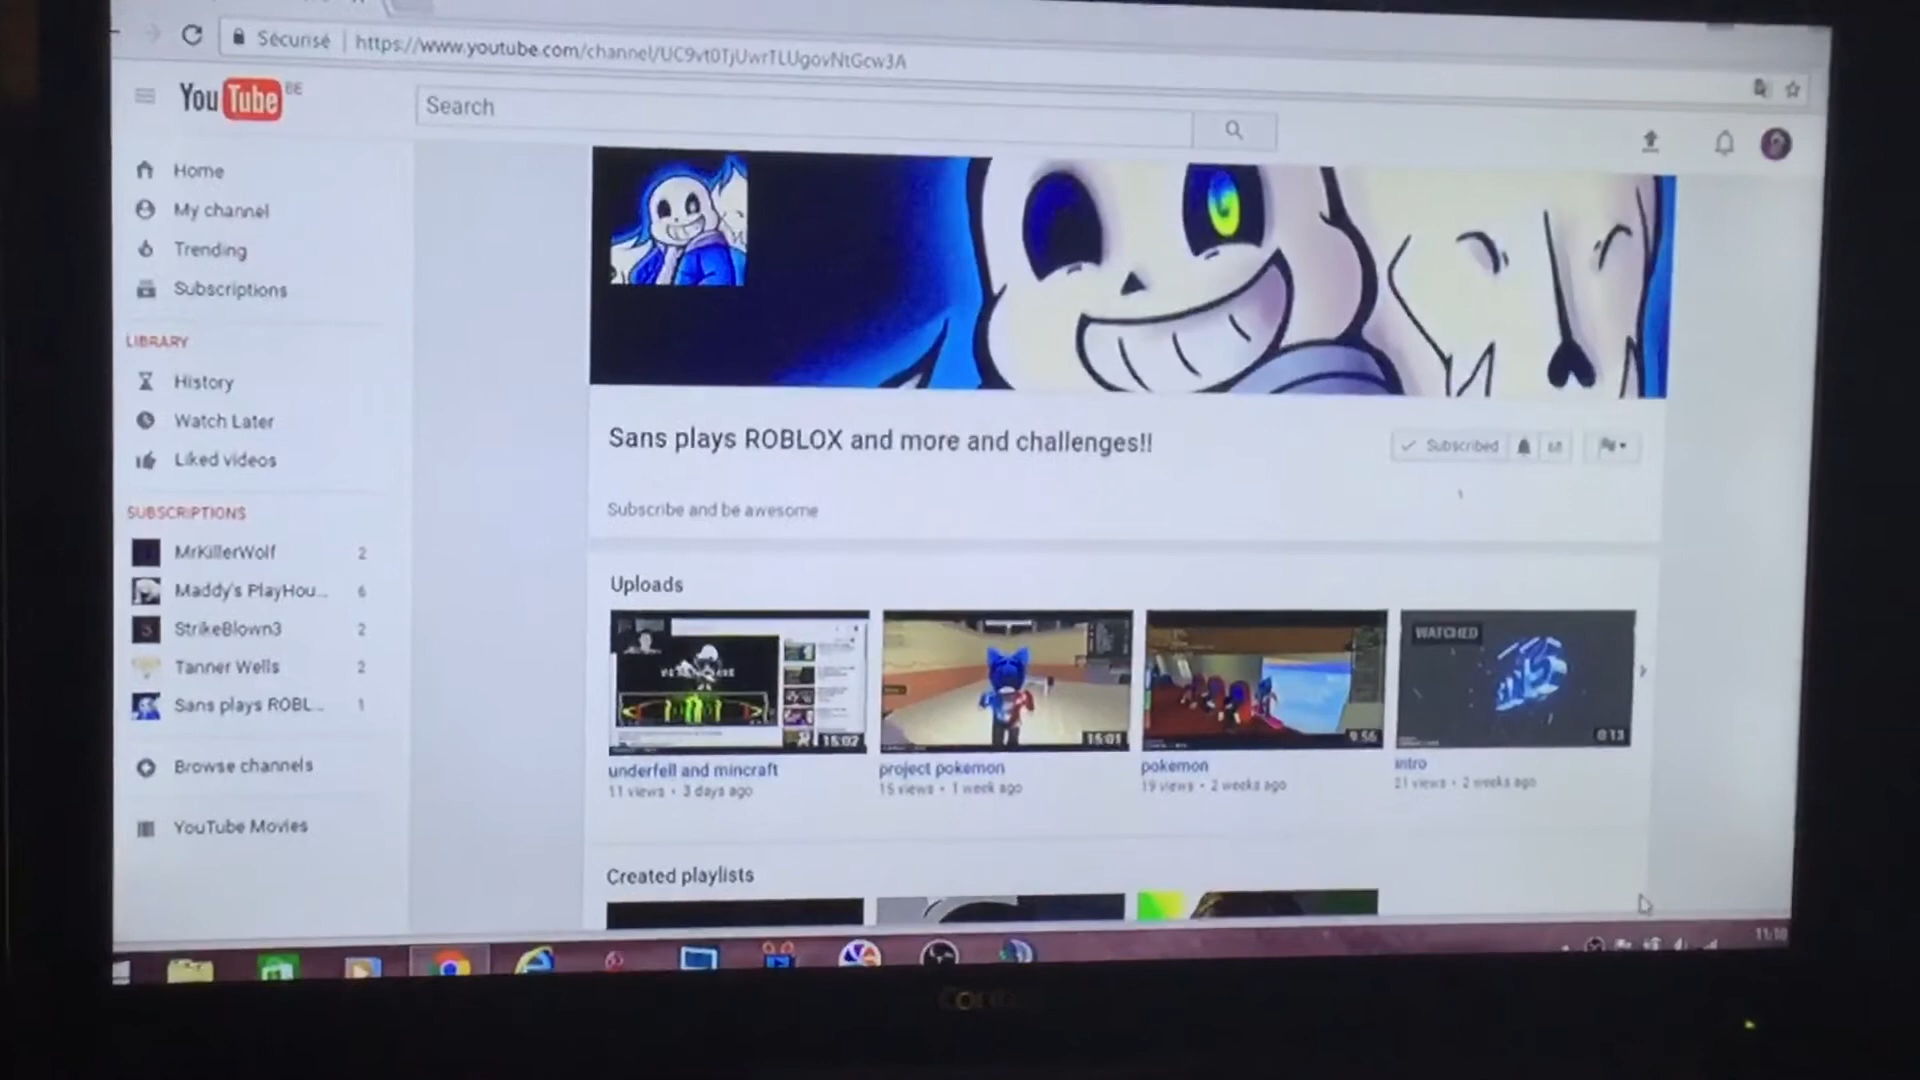 Sécurisé | https://www.youtube.com/channel/UC9vt0TjUwrTLUgovNtGcw3A
YouTube BE
Search
Home
My channel
Trending
Subscriptions
LIBRARY
History
Watch Later
Liked videos
SUBSCRIPTIONS
MrKillerWolf 2
Maddy's PlayHou... 6
StrikeBlown3 2
Tanner Wells 2
Sans plays ROBL... 1
Browse channels
YouTube Movies
Sans plays ROBLOX and more and challenges!!
Subscribed 68
Subscribe and be awesome
Uploads
15:02
15:01
9:56
WATCHED
0:13
underfell and mincraft
11 views • 3 days ago
project pokemon
15 views • 1 week ago
pokemon
19 views • 2 weeks ago
intro
21 views • 2 weeks ago
Created playlists
11:10